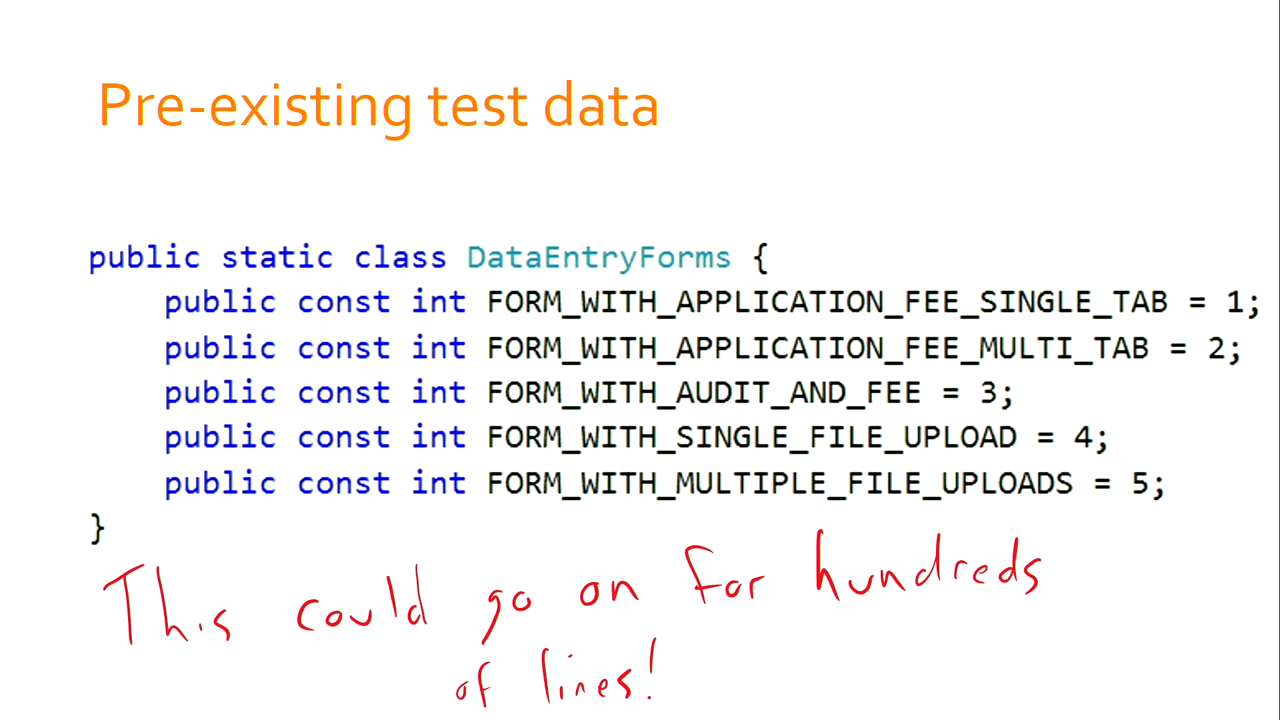 Pre-existing test data
public static class DataEntryForms {
public const int FORM_WITH_APPLICATION_FEE_SINGLE_TAB = 1;
public const int FORM_WITH_APPLICATION_FEE_MULTI_TAB = 2;
public const int FORM_WITH_AUDIT_AND_FEE = 3;
public const int FORM_WITH_SINGLE_FILE_UPLOAD = 4;
public const int FORM_WITH_MULTIPLE_FILE_UPLOADS = 5;
}
This could go on for hundreds
of lines!